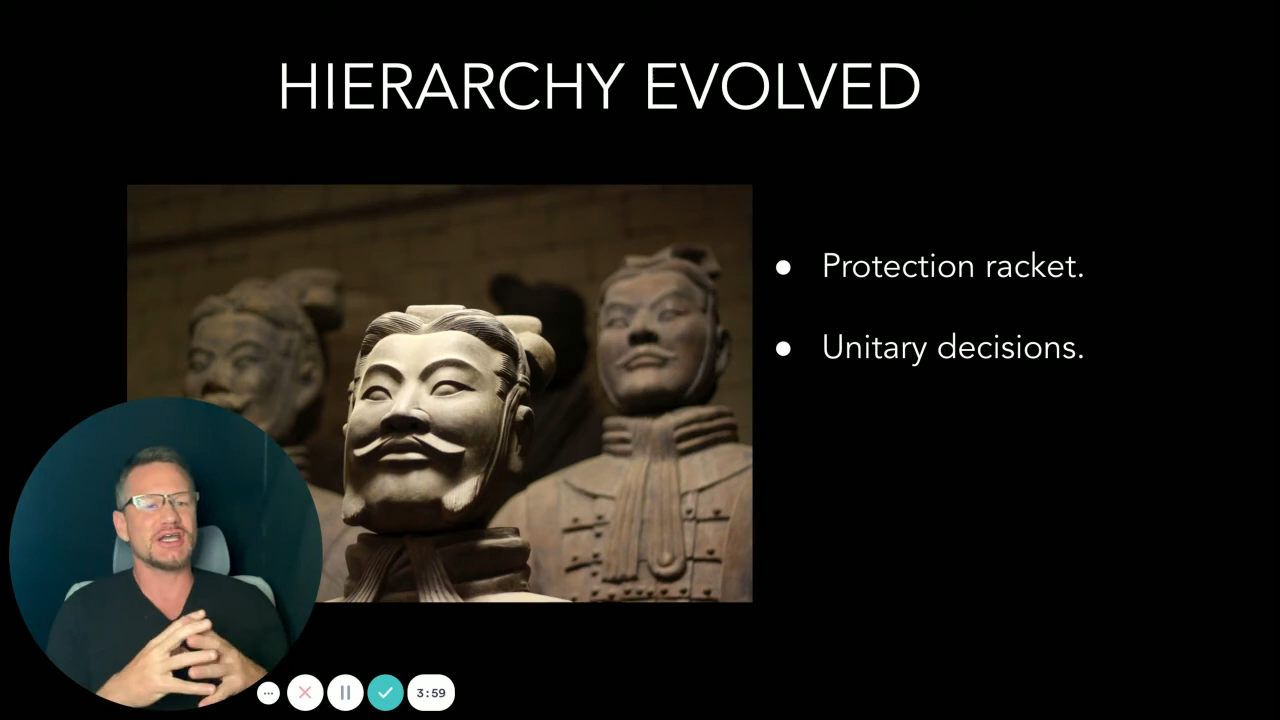 HIERARCHY EVOLVED
● Protection racket.
● Unitary decisions.
3:59